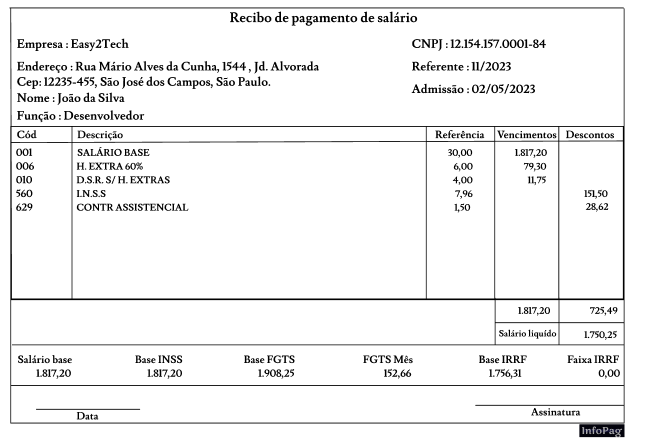 Recibo de pagamento de salário
Empresa : Easy2Tech CNPJ : 12.154.157.0001-84
Endereço : Rua Mário Alves da Cunha, 1544 , Jd. Alvorada Referente : 11/2023
Cep: 12235-455, São José dos Campos, São Paulo.
Nome : João da Silva Admissão : 02/05/2023
Função : Desenvolvedor
Cód Descrição Referência Vencimentos Descontos
001 SALÁRIO BASE 30,00 1.817,20
006 H. EXTRA 60% 6,00 79,30
010 D.S.R. S/ H. EXTRAS 4,00 11,75
560 I.N.S.S 7,96 151,50
629 CONTR ASSISTENCIAL 1,50 28,62
1.817,20 725,49
Salário líquído 1.750,25
Salário base Base INSS Base FGTS FGTS Mês Base IRRF Faixa IRRF
1.817,20 1.817,20 1.908,25 152,66 1.756,31 0,00
Data Assinatura
InfoPag